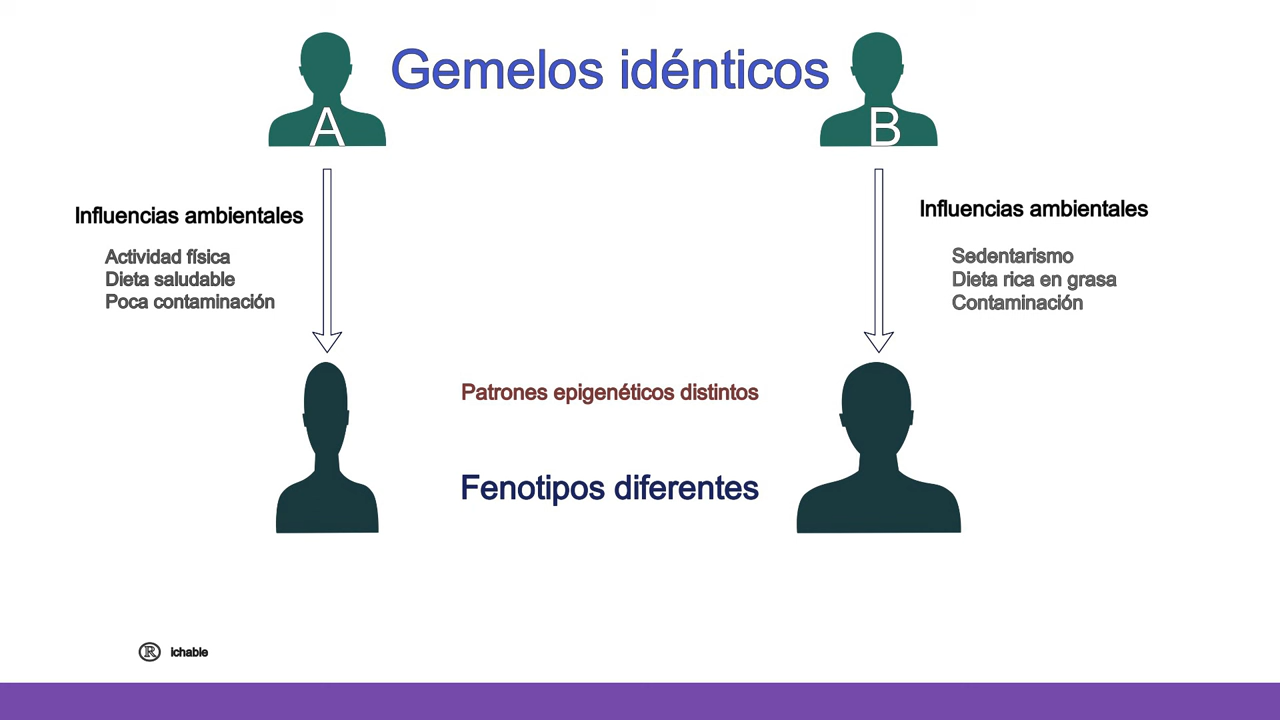 Gemelos idénticos
A
B
Influencias ambientales
Actividad física
Dieta saludable
Poca contaminación
Influencias ambientales
Sedentarismo
Dieta rica en grasa
Contaminación
Patrones epigenéticos distintos
Fenotipos diferentes
® ichable